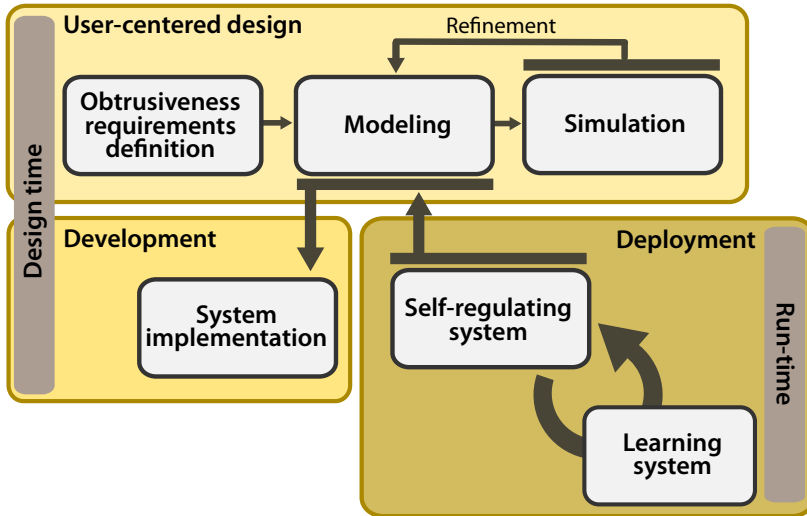 User-centered design
Refinement
Obtrusiveness
requirements
definition
Modeling
Simulation
Design time
Development
System
implementation
Deployment
Self-regulating
system
Learning
system
Run-time